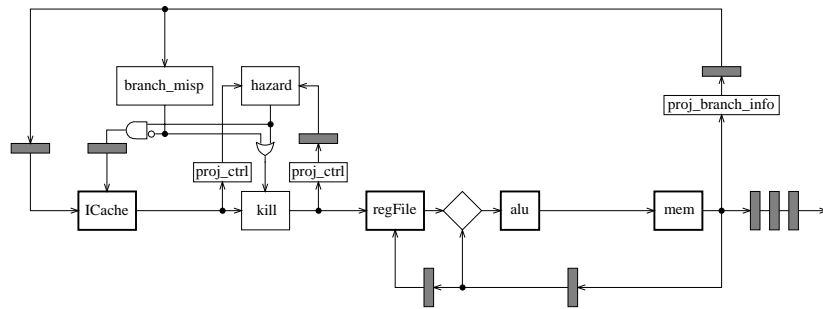 branch_misp
hazard
proj_branch_info
proj_ctrl
proj_ctrl
ICache
kill
regFile
alu
mem